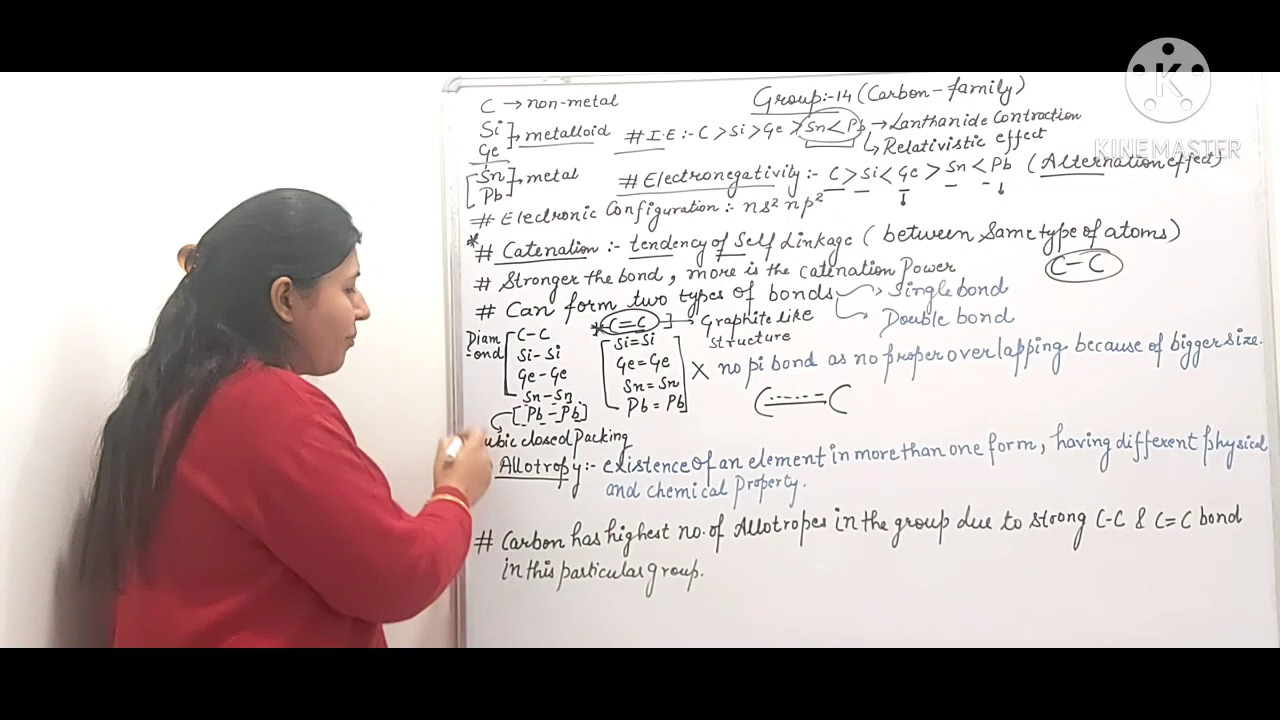 Group:-14 (Carbon-family)
C → non-metal
Si
Ge ] → metalloid
Sn
Pb ] → metal
# I.E :- C > Si > Ge > Sn < Pb → Lanthanide Contraction
↳ Relativistic effect
# Electronegativity :- C > Si < Ge > Sn < Pb (Alternation effect)
# Electronic Configuration :- ns² np²
* # Catenation :- tendency of Self Linkage (between same type of atoms)
C-C
# Stronger the bond, more is the catenation Power
# Can form two types of bonds → Single bond
→ Double bond
Diamond [ C-C
Si-Si
Ge-Ge
Sn-Sn
[Pb-Pb]
ubic closed Packing
* C=C ] → Graphite like structure
Si=Si
Ge=Ge
Sn=Sn
Pb=Pb
X no pi bond as no proper overlapping because of bigger size.
C C
Allotropy :- existence of an element in more than one form, having different physical
and chemical Property.
# Carbon has highest no. of Allotropes in the group due to strong C-C & C=C bond
in this particular group.
K
KINEMASTER